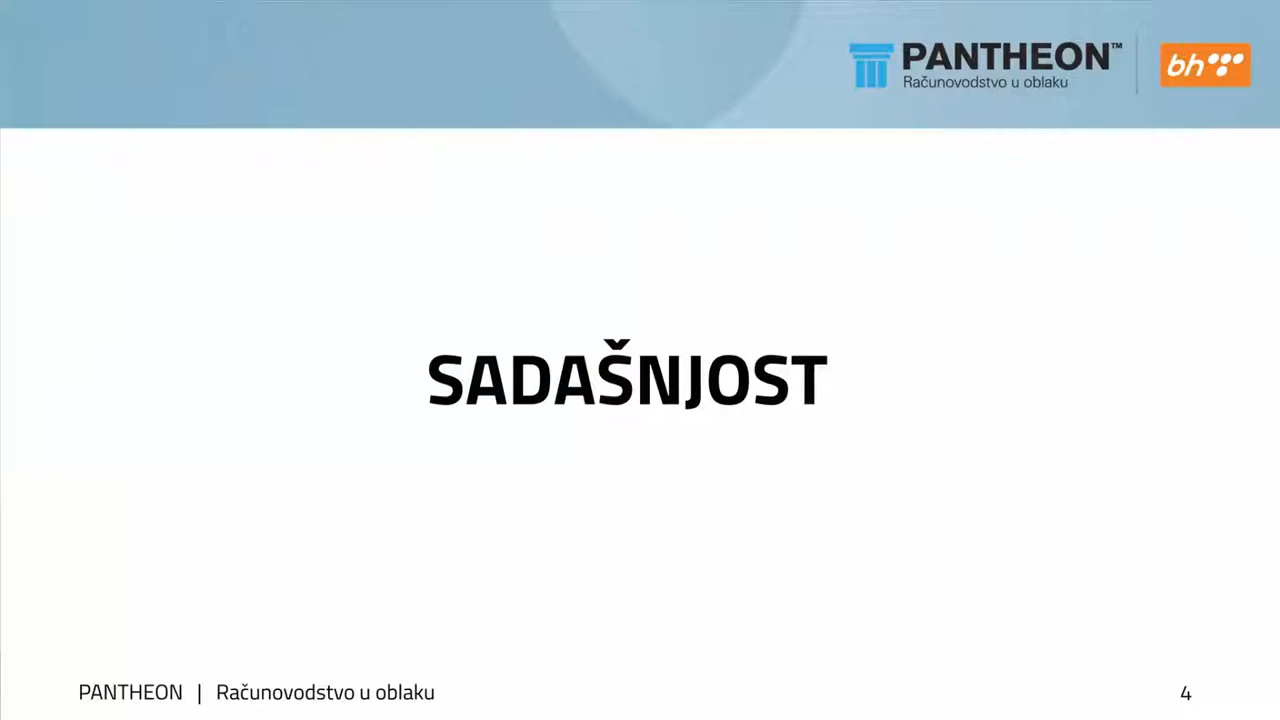 PANTHEON™
Računovodstvo u oblaku
bh
SADAŠNJOST
PANTHEON | Računovodstvo u oblaku
4